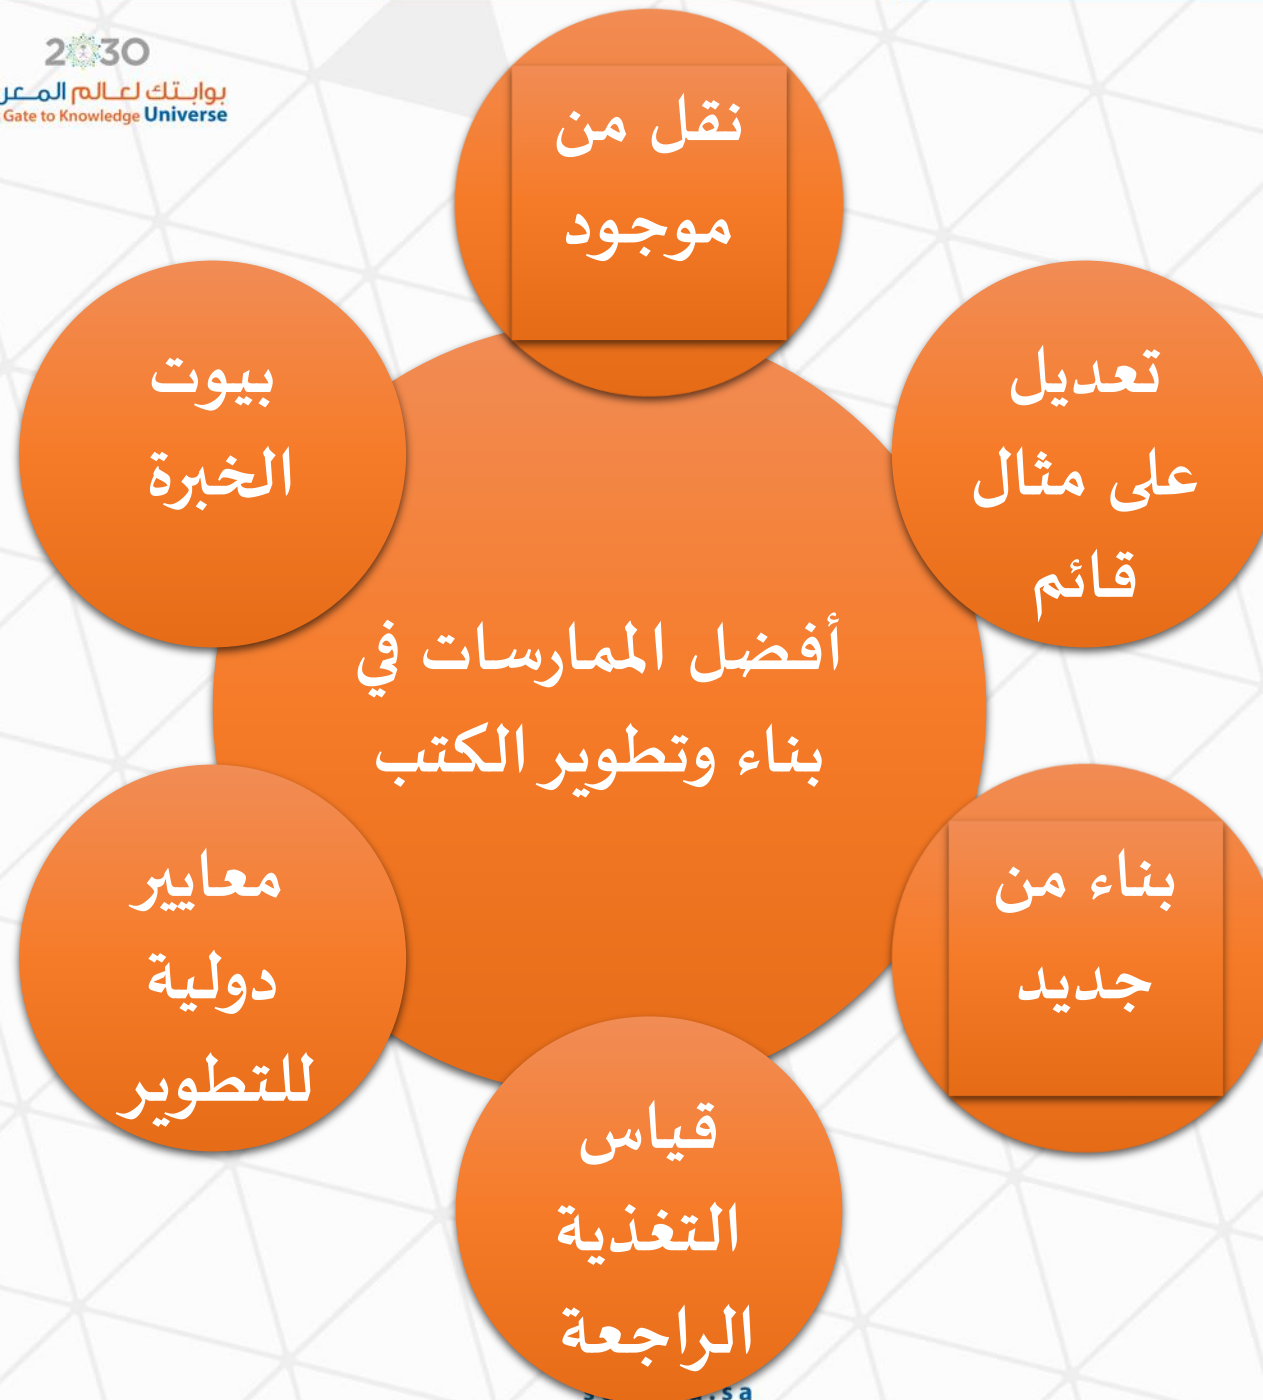 2030
بوابتك لعالم
Gate to Knowledge Universe
نقل من
موجود
تعديل
على مثال
قائم
بناء من
جديد
قياس
التغذية
الراجعة
معايير
دولية
للتطوير
بيوت
الخبرة
أفضل الممارسات في
بناء وتطوير الكتب